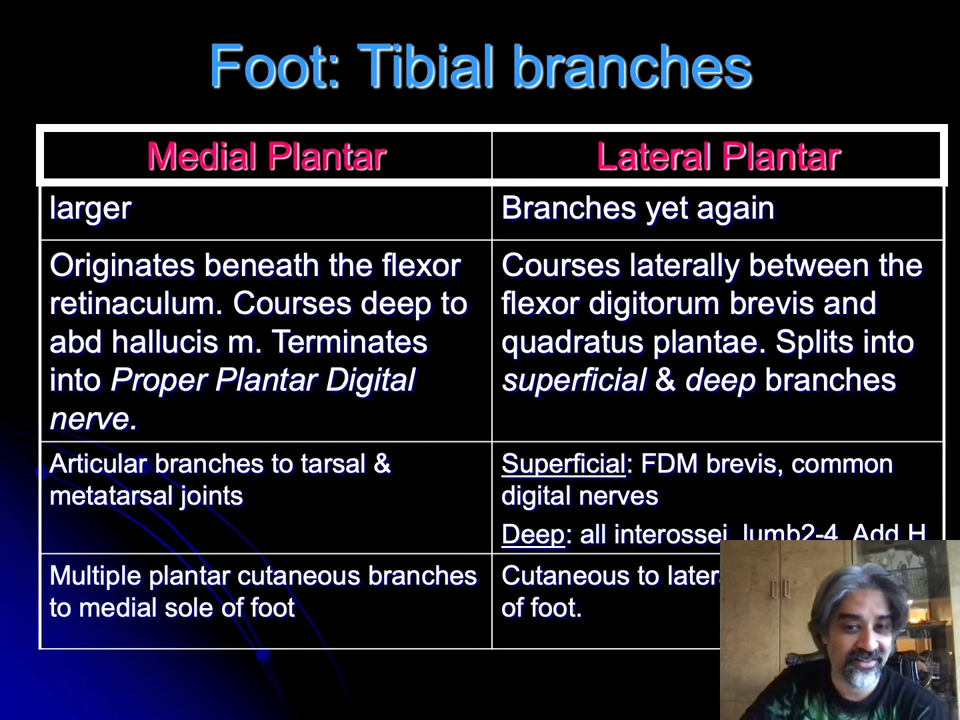 Foot: Tibial branches
Medial Plantar
Lateral Plantar
larger
Branches yet again
Originates beneath the flexor
retinaculum. Courses deep to
abd hallucis m. Terminates
into Proper Plantar Digital
nerve.
Courses laterally between the
flexor digitorum brevis and
quadratus plantae. Splits into
superficial & deep branches
Articular branches to tarsal &
metatarsal joints
Superficial: FDM brevis, common
digital nerves
Deep: all interossei, lumb2-4, Add H
Multiple plantar cutaneous branches
to medial sole of foot
Cutaneous to
of foot.